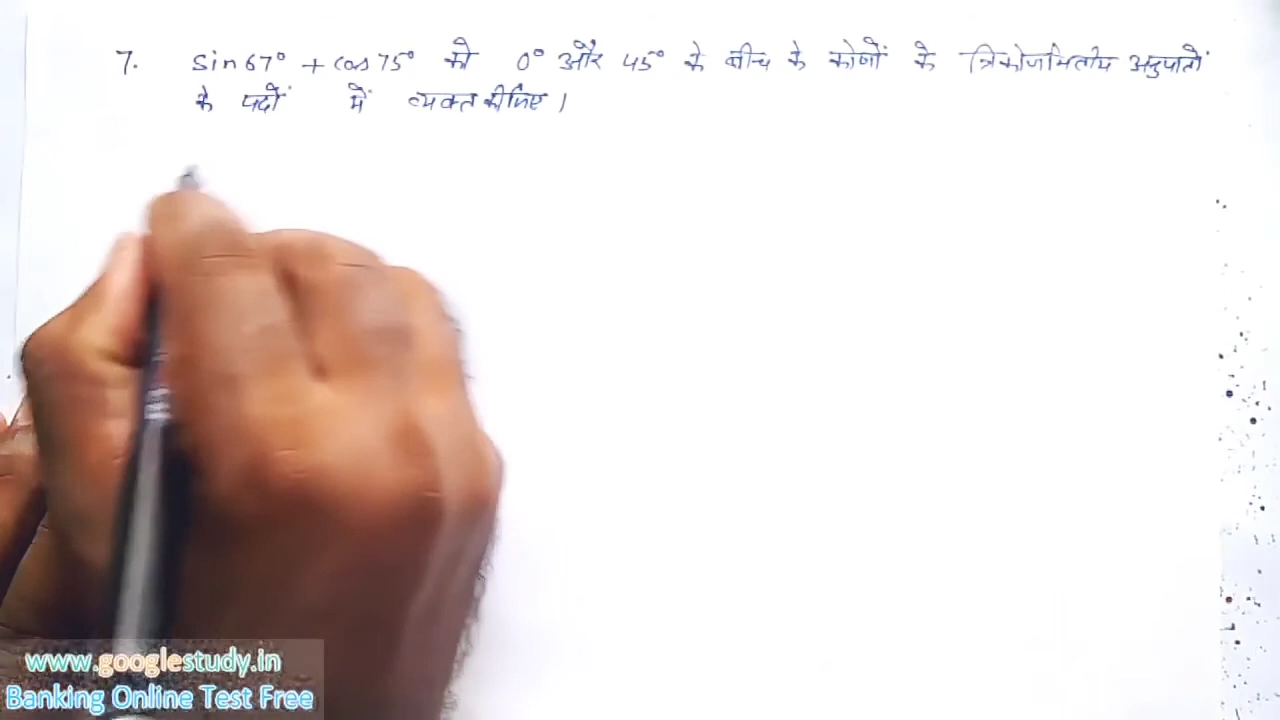 7. sin 67° + cos 75° को 0° और 45° के बीच के कोणों के त्रिकोणमितीय अनुपातों
के पदों में व्यक्त कीजिए।
www.googlestudy.in
Banking Online Test Free